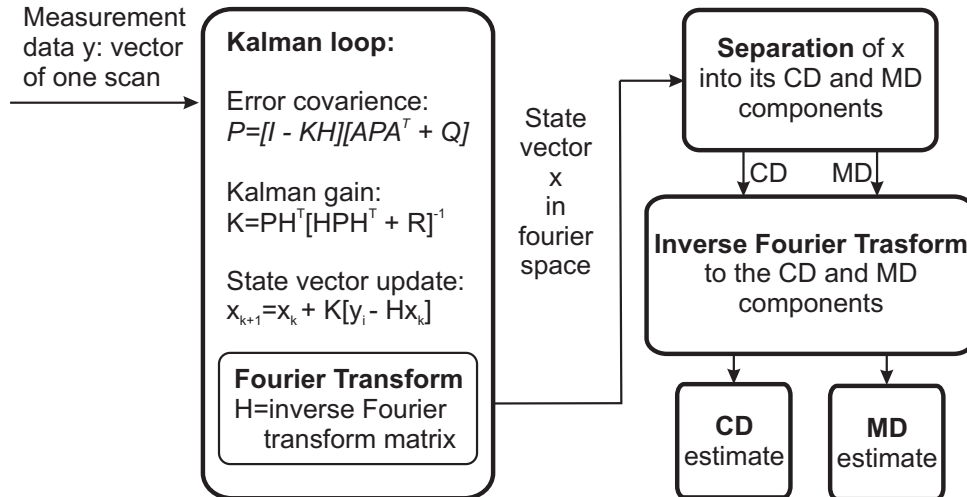 Measurement
data y: vector
of one scan
Kalman loop:
Error covarience:
P=[I - KH][APA^T + Q]
Kalman gain:
K=PH^T[HPH^T + R]^-1
State vector update:
x_k+1=x_k + K[y_i - Hx_k]
Fourier Transform
H=inverse Fourier
transform matrix
State
vector
x
in
fourier
space
Separation of x
into its CD and MD
components
CD
MD
Inverse Fourier Trasform
to the CD and MD
components
CD
estimate
MD
estimate